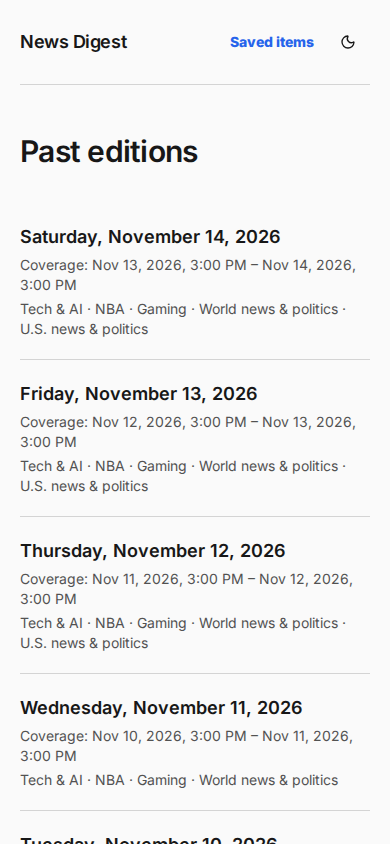 News Digest
Saved items
Past editions
Saturday, November 14, 2026
Coverage: Nov 13, 2026, 3:00 PM – Nov 14, 2026,
3:00 PM
Tech & AI · NBA · Gaming · World news & politics ·
U.S. news & politics
Friday, November 13, 2026
Coverage: Nov 12, 2026, 3:00 PM – Nov 13, 2026,
3:00 PM
Tech & AI · NBA · Gaming · World news & politics ·
U.S. news & politics
Thursday, November 12, 2026
Coverage: Nov 11, 2026, 3:00 PM – Nov 12, 2026,
3:00 PM
Tech & AI · NBA · Gaming · World news & politics ·
U.S. news & politics
Wednesday, November 11, 2026
Coverage: Nov 10, 2026, 3:00 PM – Nov 11, 2026,
3:00 PM
Tech & AI · NBA · Gaming · World news & politics
Tuesday, November 10, 2026